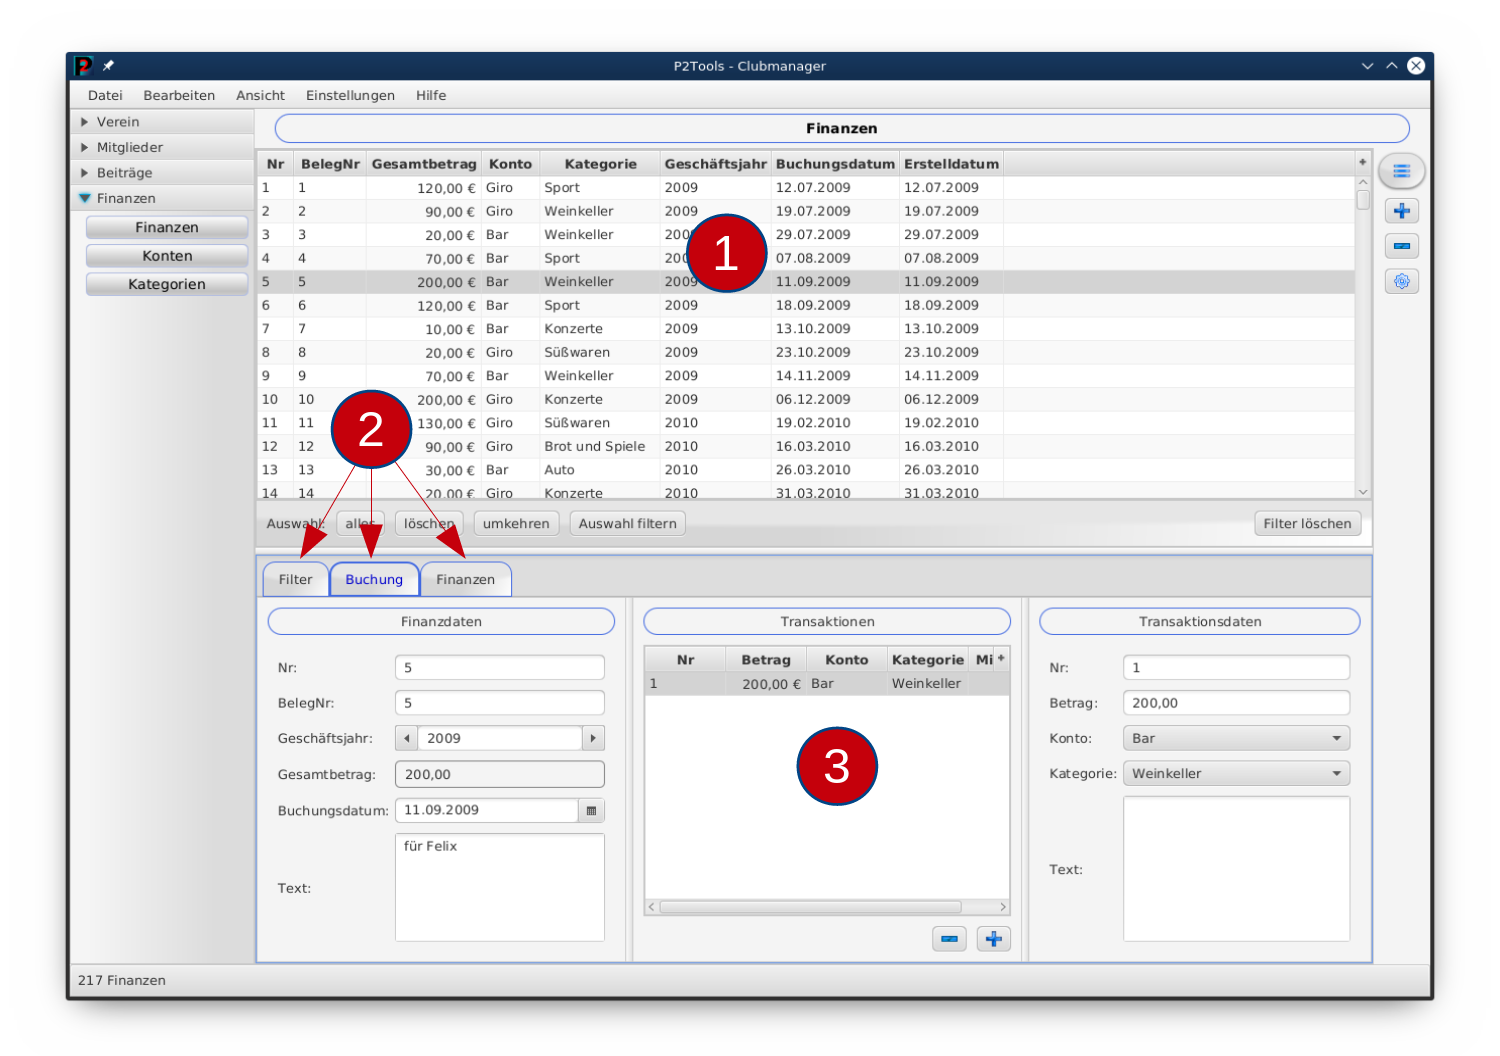 P2Tools - Clubmanager
Datei Bearbeiten Ansicht Einstellungen Hilfe
Verein
Mitglieder
Beiträge
Finanzen
Finanzen
Konten
Kategorien
Finanzen
Nr BelegNr Gesamtbetrag Konto Kategorie Geschäftsjahr Buchungsdatum Erstelldatum +
1 1 120,00 € Giro Sport 2009 12.07.2009 12.07.2009
2 2 90,00 € Giro Weinkeller 2009 19.07.2009 19.07.2009
3 3 20,00 € Bar Weinkeller 29.07.2009 29.07.2009
4 4 70,00 € Bar Sport 07.08.2009 07.08.2009
5 5 200,00 € Bar Weinkeller 2009 11.09.2009 11.09.2009
6 6 120,00 € Bar Sport 2009 18.09.2009 18.09.2009
7 7 10,00 € Bar Konzerte 2009 13.10.2009 13.10.2009
8 8 20,00 € Giro Süßwaren 2009 23.10.2009 23.10.2009
9 9 70,00 € Bar Weinkeller 2009 14.11.2009 14.11.2009
10 10 200,00 € Giro Konzerte 2009 06.12.2009 06.12.2009
11 11 130,00 € Giro Süßwaren 2010 19.02.2010 19.02.2010
12 12 90,00 € Giro Brot und Spiele 2010 16.03.2010 16.03.2010
13 13 30,00 € Bar Auto 2010 26.03.2010 26.03.2010
14 14 20,00 € Giro Konzerte 2010 31.03.2010 31.03.2010
1
2
Auswahl: alles löschen umkehren Auswahl filtern Filter löschen
Filter Buchung Finanzen
Finanzdaten
Nr: 5
BelegNr: 5
Geschäftsjahr: 2009
Gesamtbetrag: 200,00
Buchungsdatum: 11.09.2009
für Felix
Text:
Transaktionen
Nr Betrag Konto Kategorie Mi +
1 200,00 € Bar Weinkeller
3
Transaktionsdaten
Nr: 1
Betrag: 200,00
Konto: Bar
Kategorie: Weinkeller
Text:
217 Finanzen